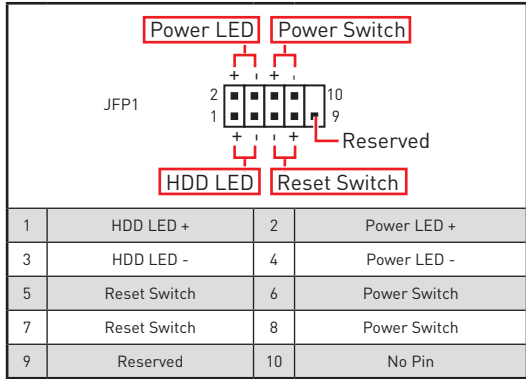 Power LED Power Switch
+ - + -
JFP1
2 10
1 9
+ - - +
Reserved
HDD LED Reset Switch
1 HDD LED + 2 Power LED +
3 HDD LED - 4 Power LED -
5 Reset Switch 6 Power Switch
7 Reset Switch 8 Power Switch
9 Reserved 10 No Pin